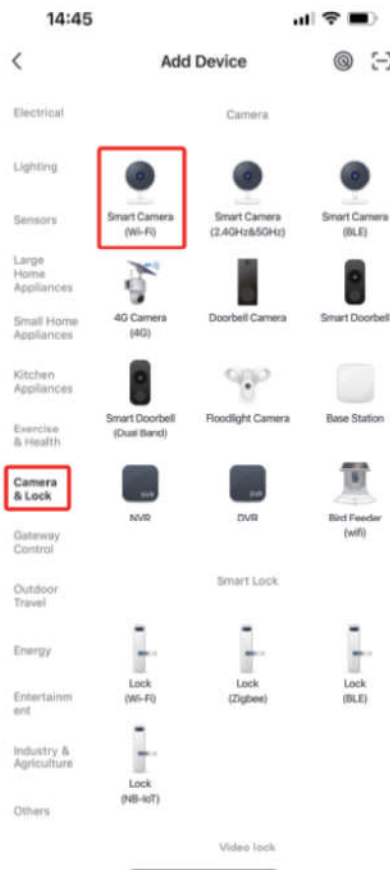 14:45
Add Device
Electrical
Lighting
Sensors
Large
Home
Appliances
Small Home
Appliances
Kitchen
Appliances
Exercise
& Health
Camera
& Lock
Gateway
Control
Outdoor
Travel
Energy
Entertainm
ent
Industry &
Agriculture
Others
Camera
Smart Camera
(Wi-Fi)
Smart Camera
(2.4GHz&5GHz)
Smart Camera
(BLE)
4G Camera
(4G)
Doorbell Camera
Smart Doorbell
Smart Doorbell
(Dual Band)
Floodlight Camera
Base Station
NVR
NVR
DVR
DVR
Bird Feeder
(wifi)
Smart Lock
Lock
(Wi-Fi)
Lock
(Zigbee)
Lock
(BLE)
Lock
(NB-IoT)
Video lock